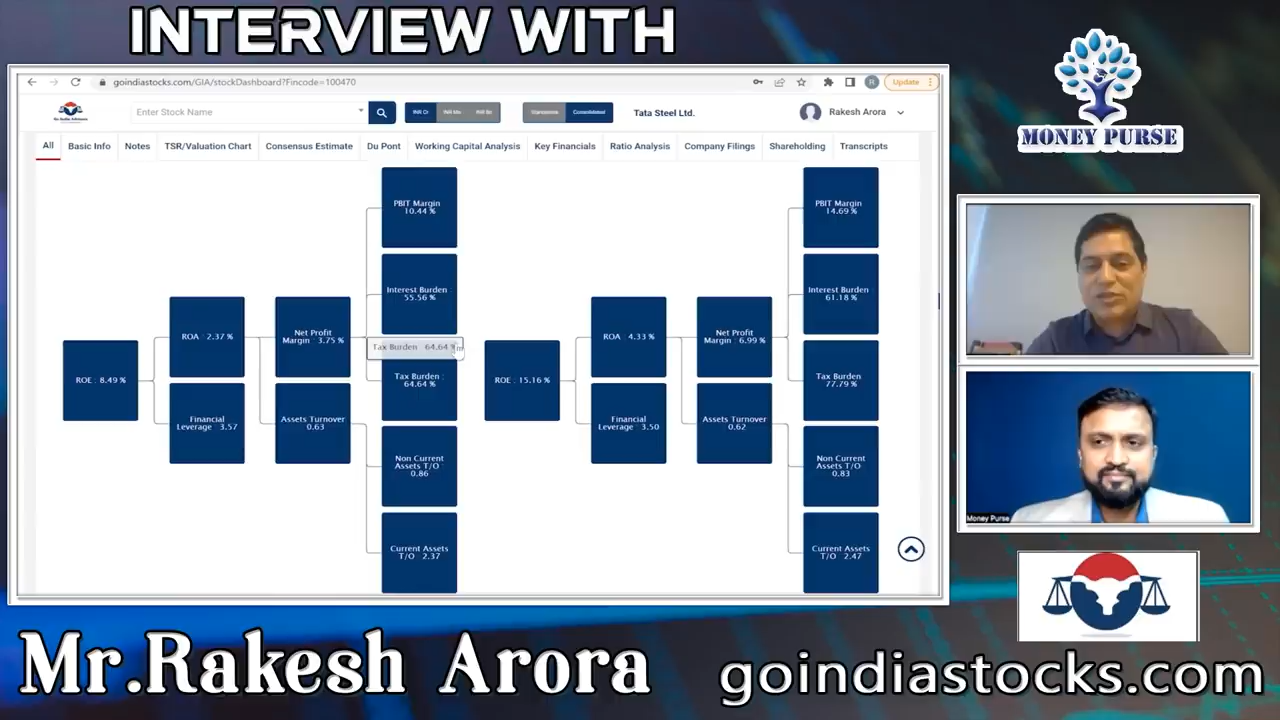 INTERVIEW WITH
goindiastocks.com/GIA/stockDashboard?Fincode=100470
Update
Enter Stock Name
INR Cr
INR Mn
INR Bn
Standalone
Consolidated
Tata Steel Ltd.
Rakesh Arora
All
Basic Info
Notes
TSR/Valuation Chart
Consensus Estimate
Du Pont
Working Capital Analysis
Key Financials
Ratio Analysis
Company Filings
Shareholding
Transcripts
ROE : 8.49 %
ROA : 2.37 %
Financial
Leverage : 3.57
Net Profit
Margin : 3.75 %
Assets Turnover
0.63
PBIT Margin
10.44 %
Interest Burden :
55.56 %
Tax Burden : 64.64 %
Tax Burden :
64.64 %
Non Current
Assets T/O :
0.86
Current Assets
T/O : 2.37
ROE : 15.16 %
ROA : 4.33 %
Financial
Leverage : 3.50
Net Profit
Margin : 6.99 %
Assets Turnover
0.62
PBIT Margin
14.69 %
Interest Burden :
61.18 %
Tax Burden
77.79 %
Non Current
Assets T/O :
0.83
Current Assets
T/O : 2.47
MONEY PURSE
Money Purse
Mr.Rakesh Arora
goindiastocks.com